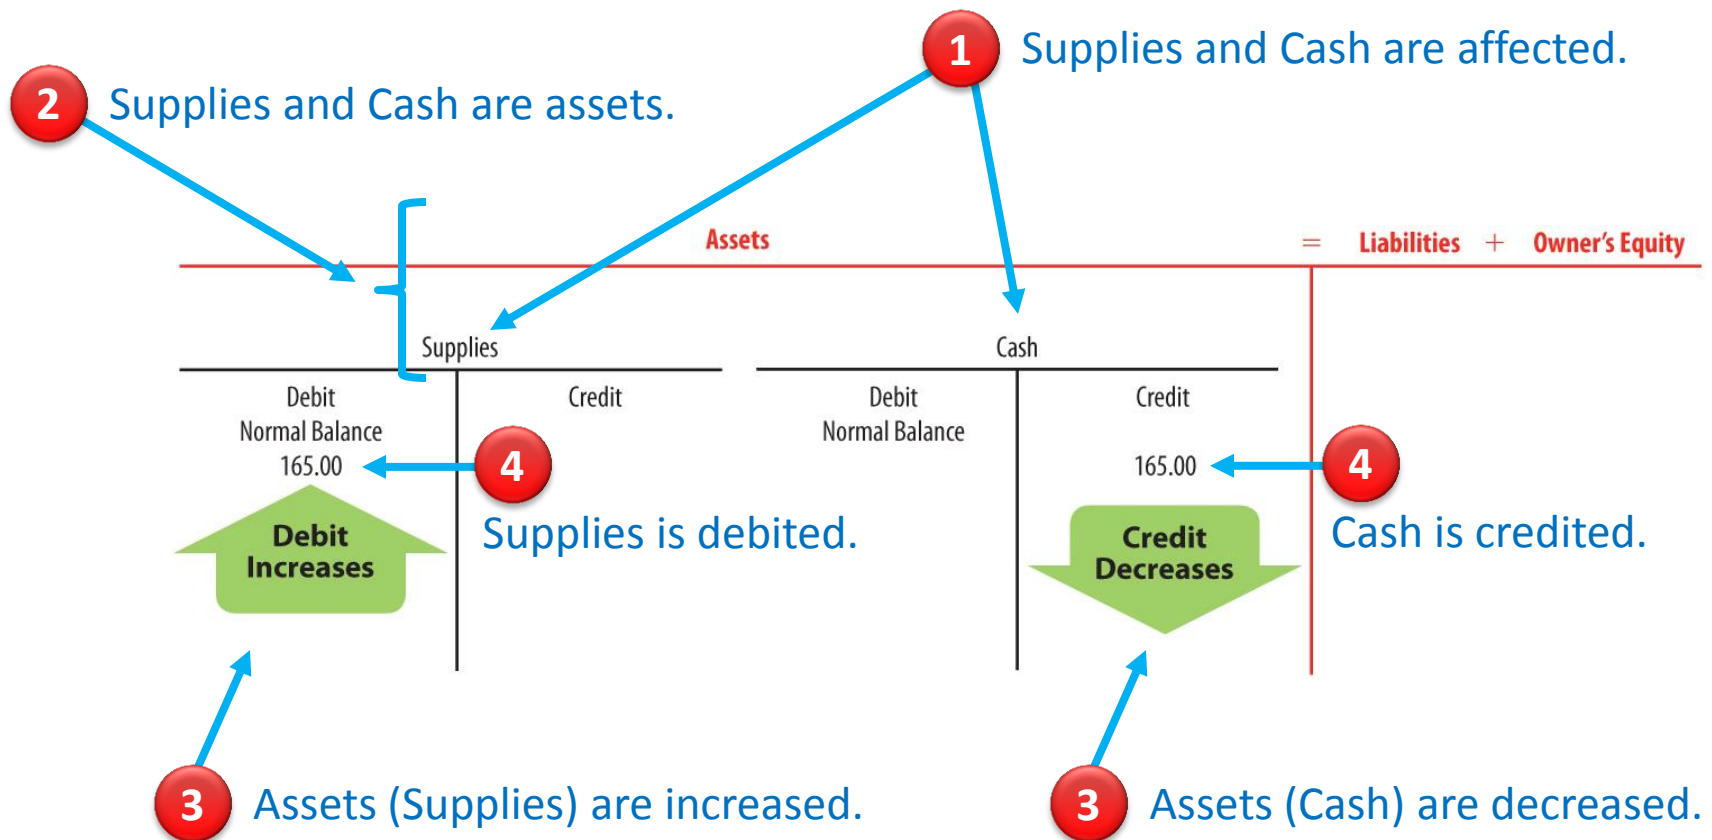 1 Supplies and Cash are affected.
2 Supplies and Cash are assets.
Assets = Liabilities + Owner's Equity
Supplies
Cash
Debit Credit
Normal Balance
165.00 4
Debit Credit
Normal Balance
165.00 4
Debit
Increases
Supplies is debited.
Credit
Decreases
Cash is credited.
3 Assets (Supplies) are increased.
3 Assets (Cash) are decreased.